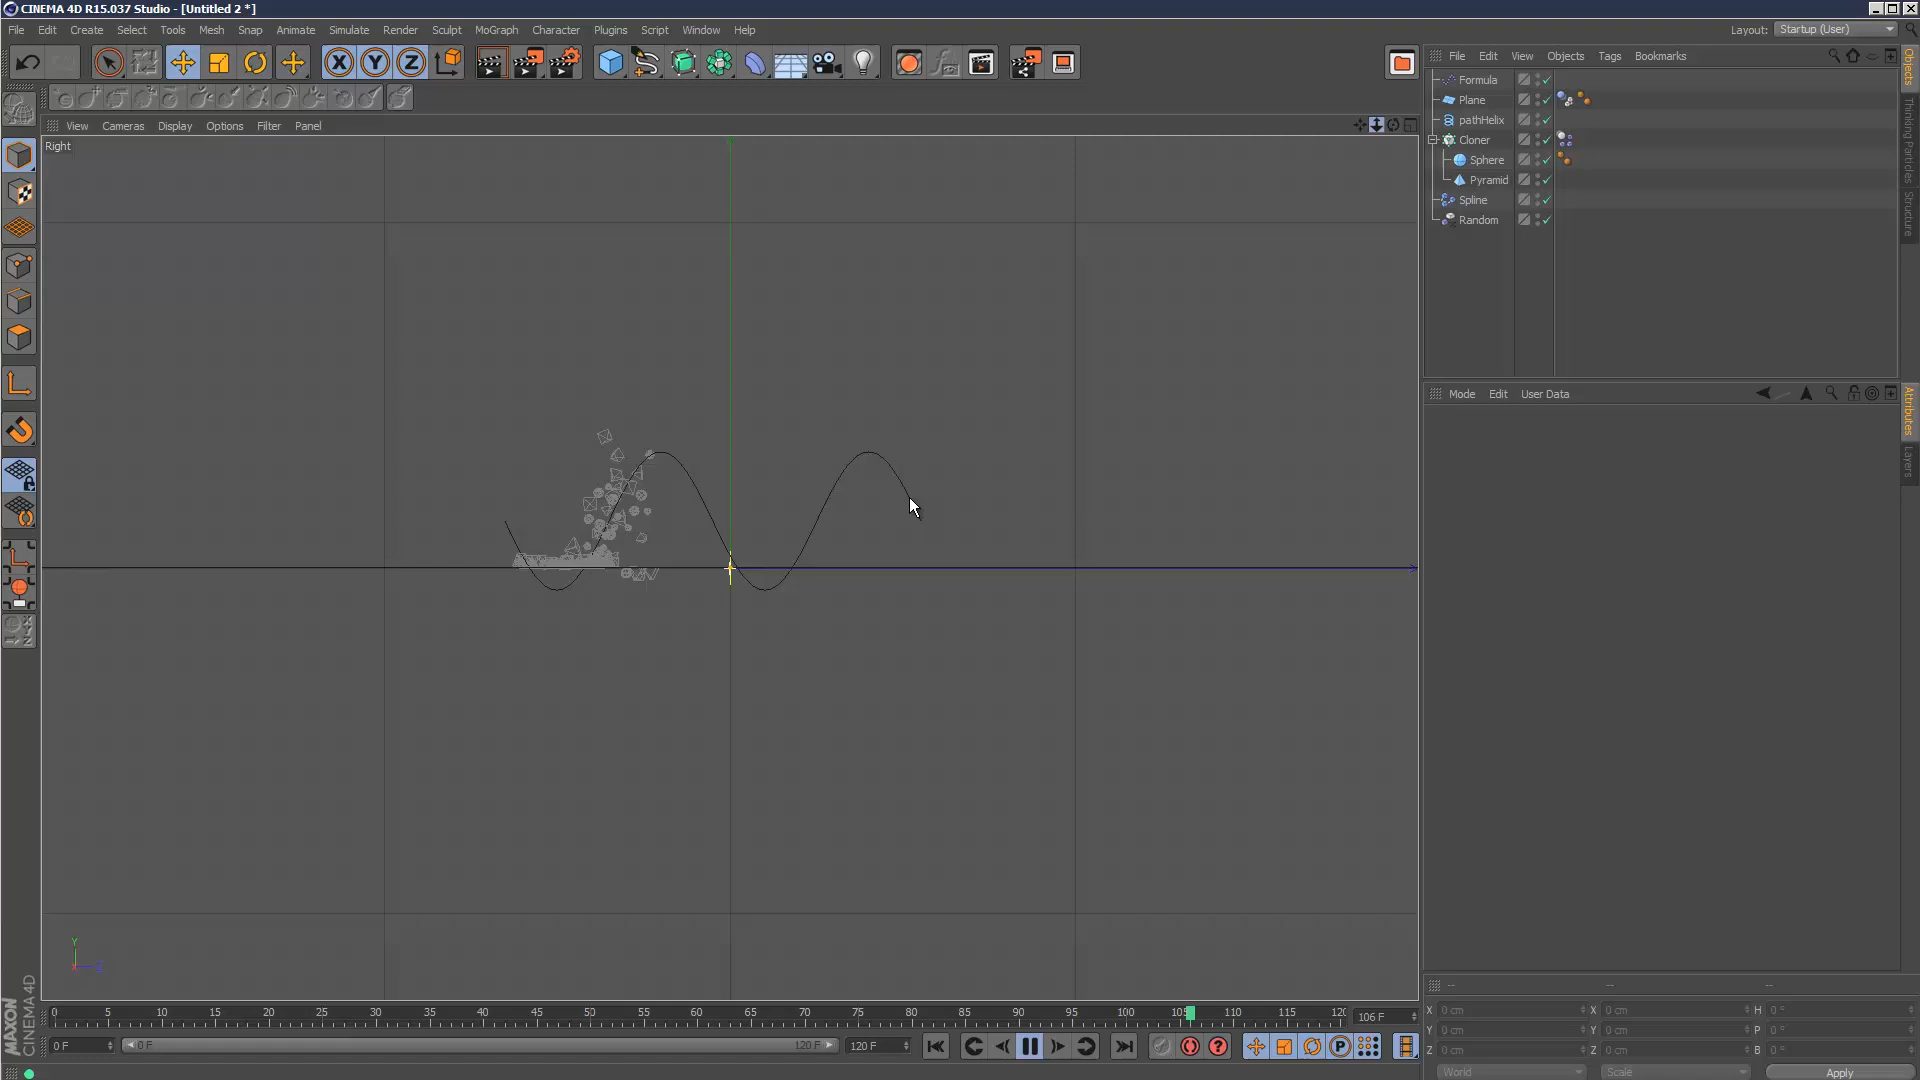 CINEMA 4D R15.037 Studio - [Untitled 2 *]
File Edit Create Select Tools Mesh Snap Animate Simulate Render Sculpt MoGraph Character Plugins Script Window Help
Layout: Startup (User)
X Y Z
File Edit View Objects Tags Bookmarks
View Cameras Display Options Filter Panel
Right
Formula
Plane
pathHelix
Cloner
Sphere
Pyramid
Spline
Random
Objects
Thinking Particles
Structure
Mode Edit User Data
Attributes
Layers
Y
X Z
MAXON
CINEMA 4D
0 5 10 15 20 25 30 35 40 45 50 55 60 65 70 75 80 85 90 95 100 105 110 115 120
106 F
0 F
0 F
120 F
120 F
P
-- -- --
X 0 cm X 0 cm H 0 °
Y 0 cm Y 0 cm P 0 °
Z 0 cm Z 0 cm B 0 °
World Scale Apply